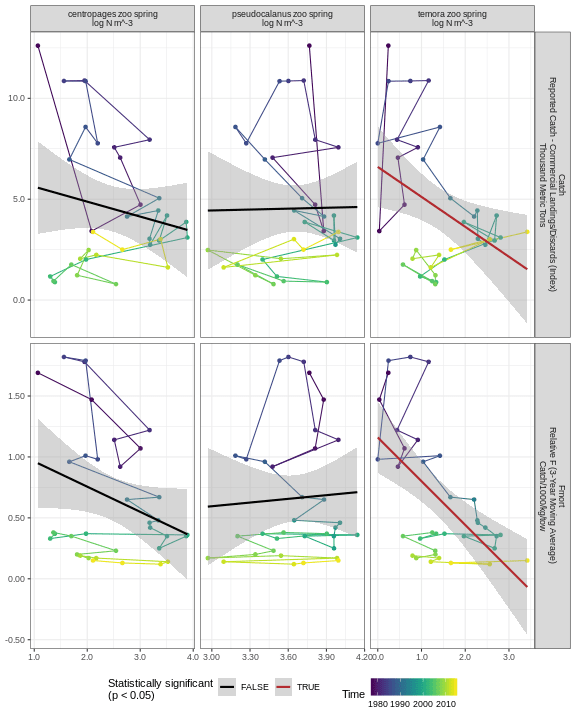 centropages zoo spring
log N m^-3
pseudocalanus zoo spring
log N m^-3
temora zoo spring
log N m^-3
10.0
5.0
0.0
Catch
Reported Catch - Commercial Landings/Discards (Index)
Thousand Metric Tons
1.50
1.00
0.50
0.00
-0.50
Fmort
Relative F (3-Year Moving Average)
Catch/1000/kg/tow
1.0 2.0 3.0 4.0
3.00 3.30 3.60 3.90 4.20
0.0 1.0 2.0 3.0
Statistically significant
(p < 0.05)
FALSE
TRUE
Time
1980 1990 2000 2010